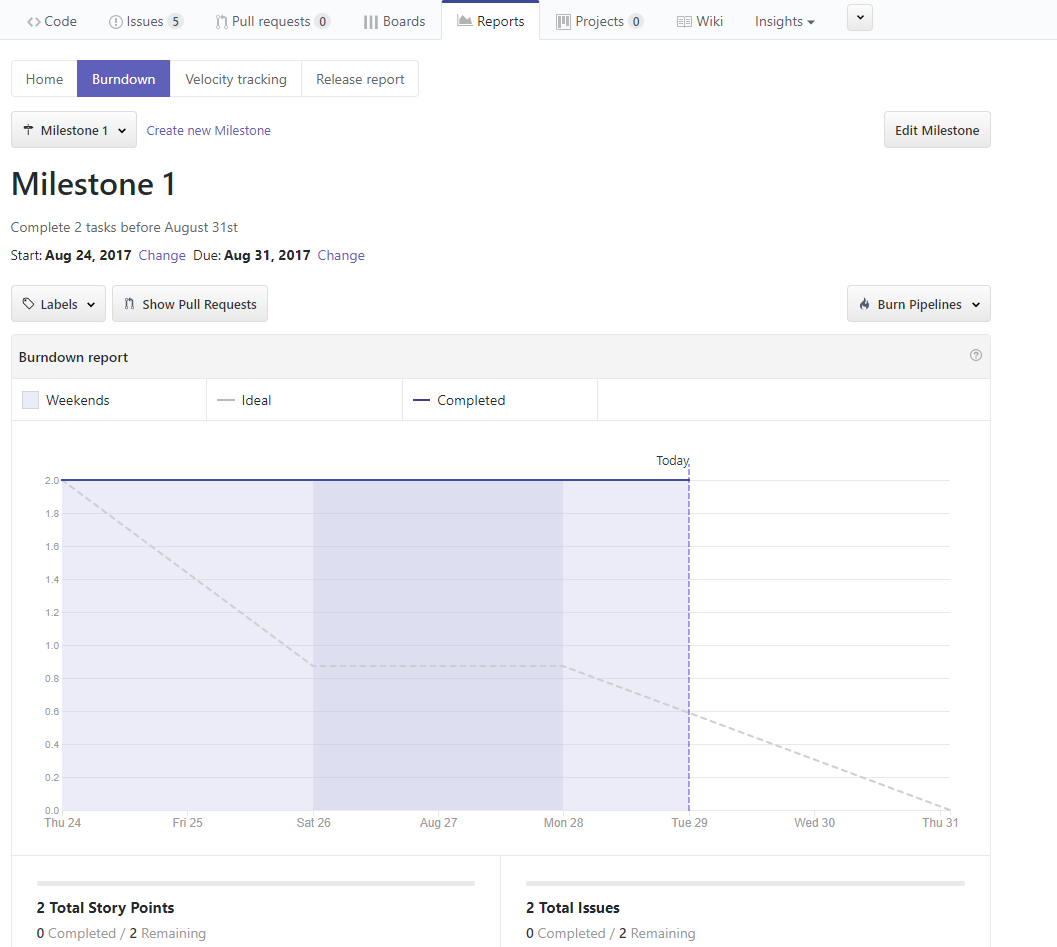 Code Issues 5 Pull requests 0 Boards Reports Projects 0 Wiki Insights
Home Burndown Velocity tracking Release report
Milestone 1 Create new Milestone Edit Milestone
Milestone 1
Complete 2 tasks before August 31st
Start: Aug 24, 2017 Change Due: Aug 31, 2017 Change
Labels Show Pull Requests Burn Pipelines
Burndown report
Weekends Ideal Completed
Today
2.0
1.8
1.6
1.4
1.2
1.0
0.8
0.6
0.4
0.2
0.0
Thu 24 Fri 25 Sat 26 Aug 27 Mon 28 Tue 29 Wed 30 Thu 31
2 Total Story Points 2 Total Issues
0 Completed / 2 Remaining 0 Completed / 2 Remaining